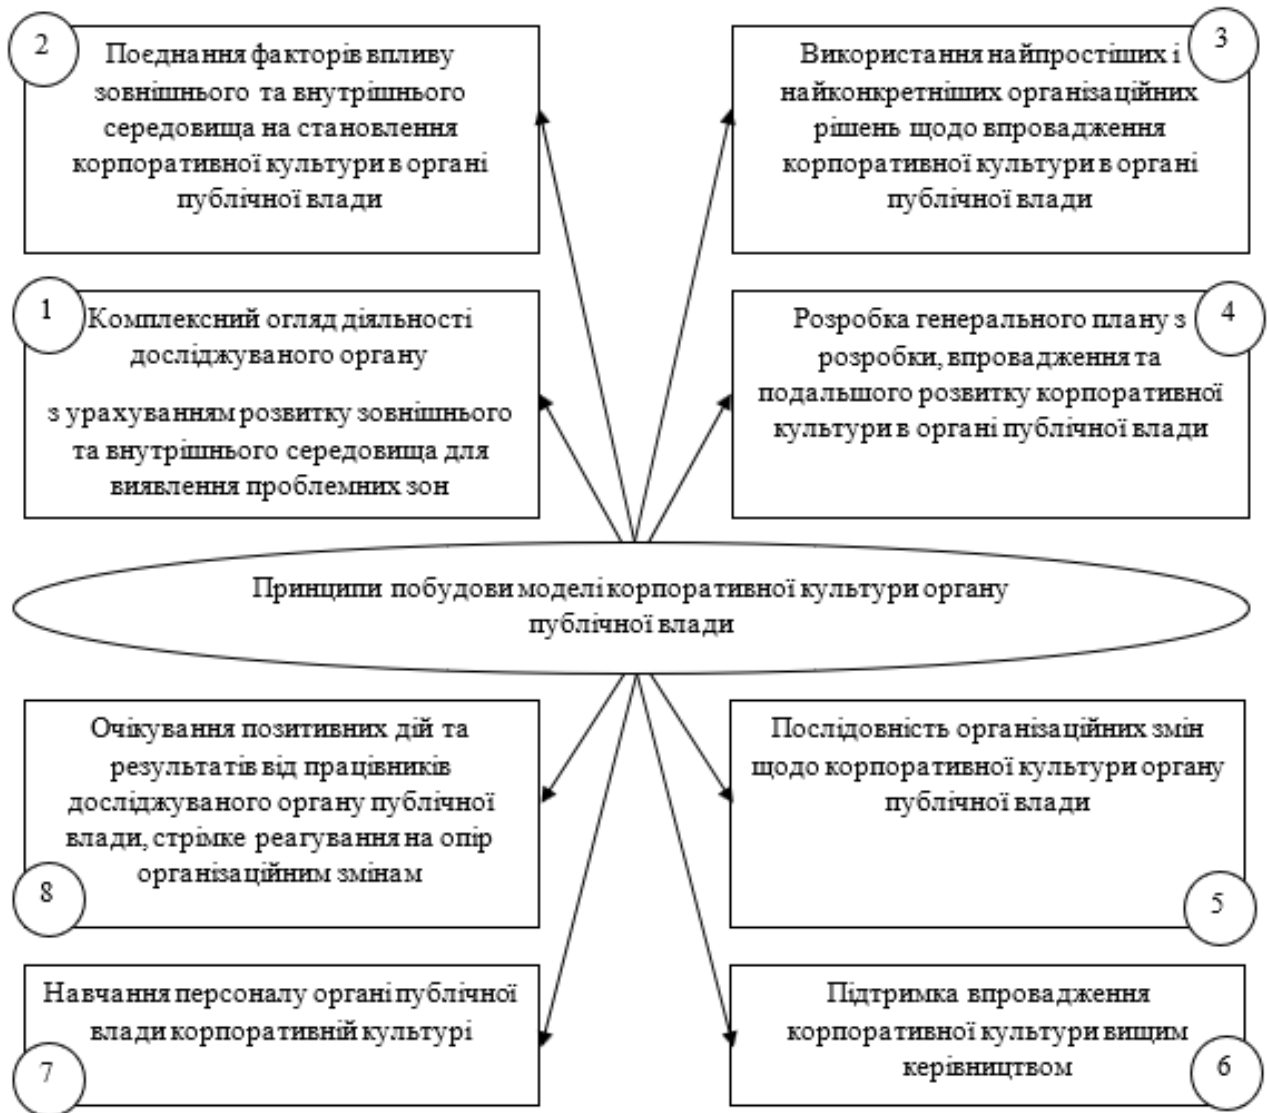 2
Поєднання факторів впливу
зовнішнього та внутрішнього
середовища на становлення
корпоративної культури в органі
публічної влади
3
Використання найпростіших і
найконкретніших організаційних
рішень щодо впровадження
корпоративної культури в органі
публічної влади
1
Комплексний огляд діяльності
досліджуваного органу
з урахуванням розвитку зовнішнього
та внутрішнього середовища для
виявлення проблемних зон
4
Розробка генерального плану з
розробки, впровадження та
подальшого розвитку корпоративної
культури в органі публічної влади
Принципи побудови моделі корпоративної культури органу
публічної влади
Очікування позитивних дій та
результатів від працівників
досліджуваного органу публічної
влади, стрімке реагування на опір
організаційним змінам
8
Послідовність організаційних змін
щодо корпоративної культури органу
публічної влади
5
Навчання персоналу органі публічної
влади корпоративній культурі
7
Підтримка впровадження
корпоративної культури вищим
керівництвом
6